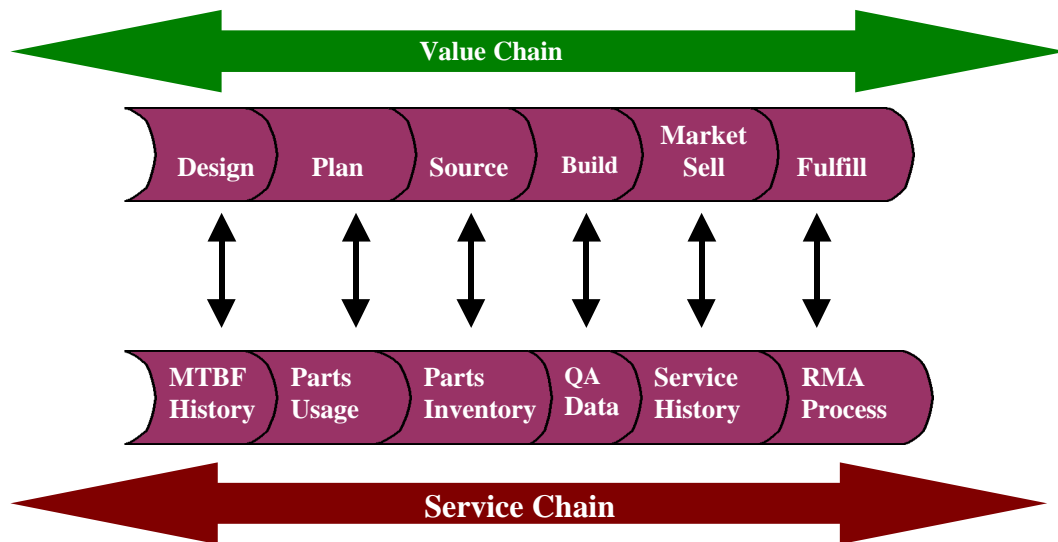 Value Chain
Design
Plan
Source
Build
Market
Sell
Fulfill
MTBF
History
Parts
Usage
Parts
Inventory
QA
Data
Service
History
RMA
Process
Service Chain